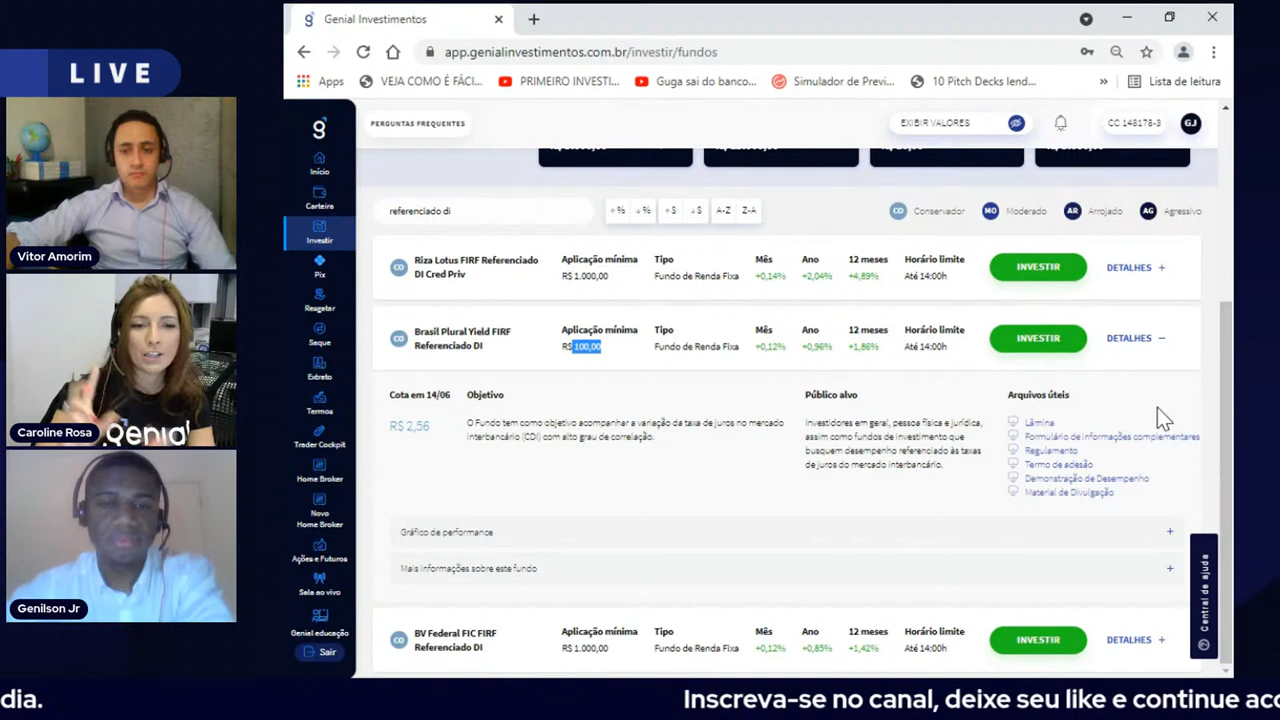 LIVE
Vitor Amorim
Caroline Rosa
genial
Genilson Jr
Genial Investimentos
app.genialinvestimentos.com.br/investir/fundos
Apps
VEJA COMO É FÁCI...
PRIMEIRO INVESTI...
Guga sai do banco...
Simulador de Previ...
10 Pitch Decks lend...
»
Lista de leitura
PERGUNTAS FREQUENTES
EXIBIR VALORES
CC 148178-3
GJ
Início
Carteira
Investir
Pix
Resgatar
Saque
Extrato
Termos
Trader Cockpit
Home Broker
Novo
Home Broker
Ações e Futuros
Sala ao vivo
Genial educação
Sair
referenciado di
↑% ↓% ↑$ ↓$ A-Z Z-A
CO Conservador
MO Moderado
AR Arrojado
AG Agressivo
CO
Riza Lotus FIRF Referenciado
DI Cred Priv
Aplicação mínima
R$ 1.000,00
Tipo
Fundo de Renda Fixa
Mês
+0,14%
Ano
+2,04%
12 meses
+4,89%
Horário limite
Até 14:00h
INVESTIR
DETALHES +
CO
Brasil Plural Yield FIRF
Referenciado DI
Aplicação mínima
R$ 100,00
Tipo
Fundo de Renda Fixa
Mês
+0,12%
Ano
+0,96%
12 meses
+1,86%
Horário limite
Até 14:00h
INVESTIR
DETALHES −
Cota em 14/06
R$ 2,56
Objetivo
O Fundo tem como objetivo acompanhar a variação da taxa de juros no mercado
interbancário (CDI) com alto grau de correlação.
Público alvo
Investidores em geral, pessoa física e jurídica,
assim como fundos de investimento que
busquem desempenho referenciado às taxas
de juros do mercado interbancário.
Arquivos úteis
Lâmina
Formulário de informações complementares
Regulamento
Termo de adesão
Demonstração de Desempenho
Material de Divulgação
Gráfico de performance +
Mais informações sobre este fundo +
CO
BV Federal FIC FIRF
Referenciado DI
Aplicação mínima
R$ 1.000,00
Tipo
Fundo de Renda Fixa
Mês
+0,12%
Ano
+0,85%
12 meses
+1,42%
Horário limite
Até 14:00h
INVESTIR
DETALHES +
Central de ajuda
dia.
Inscreva-se no canal, deixe seu like e continue aco